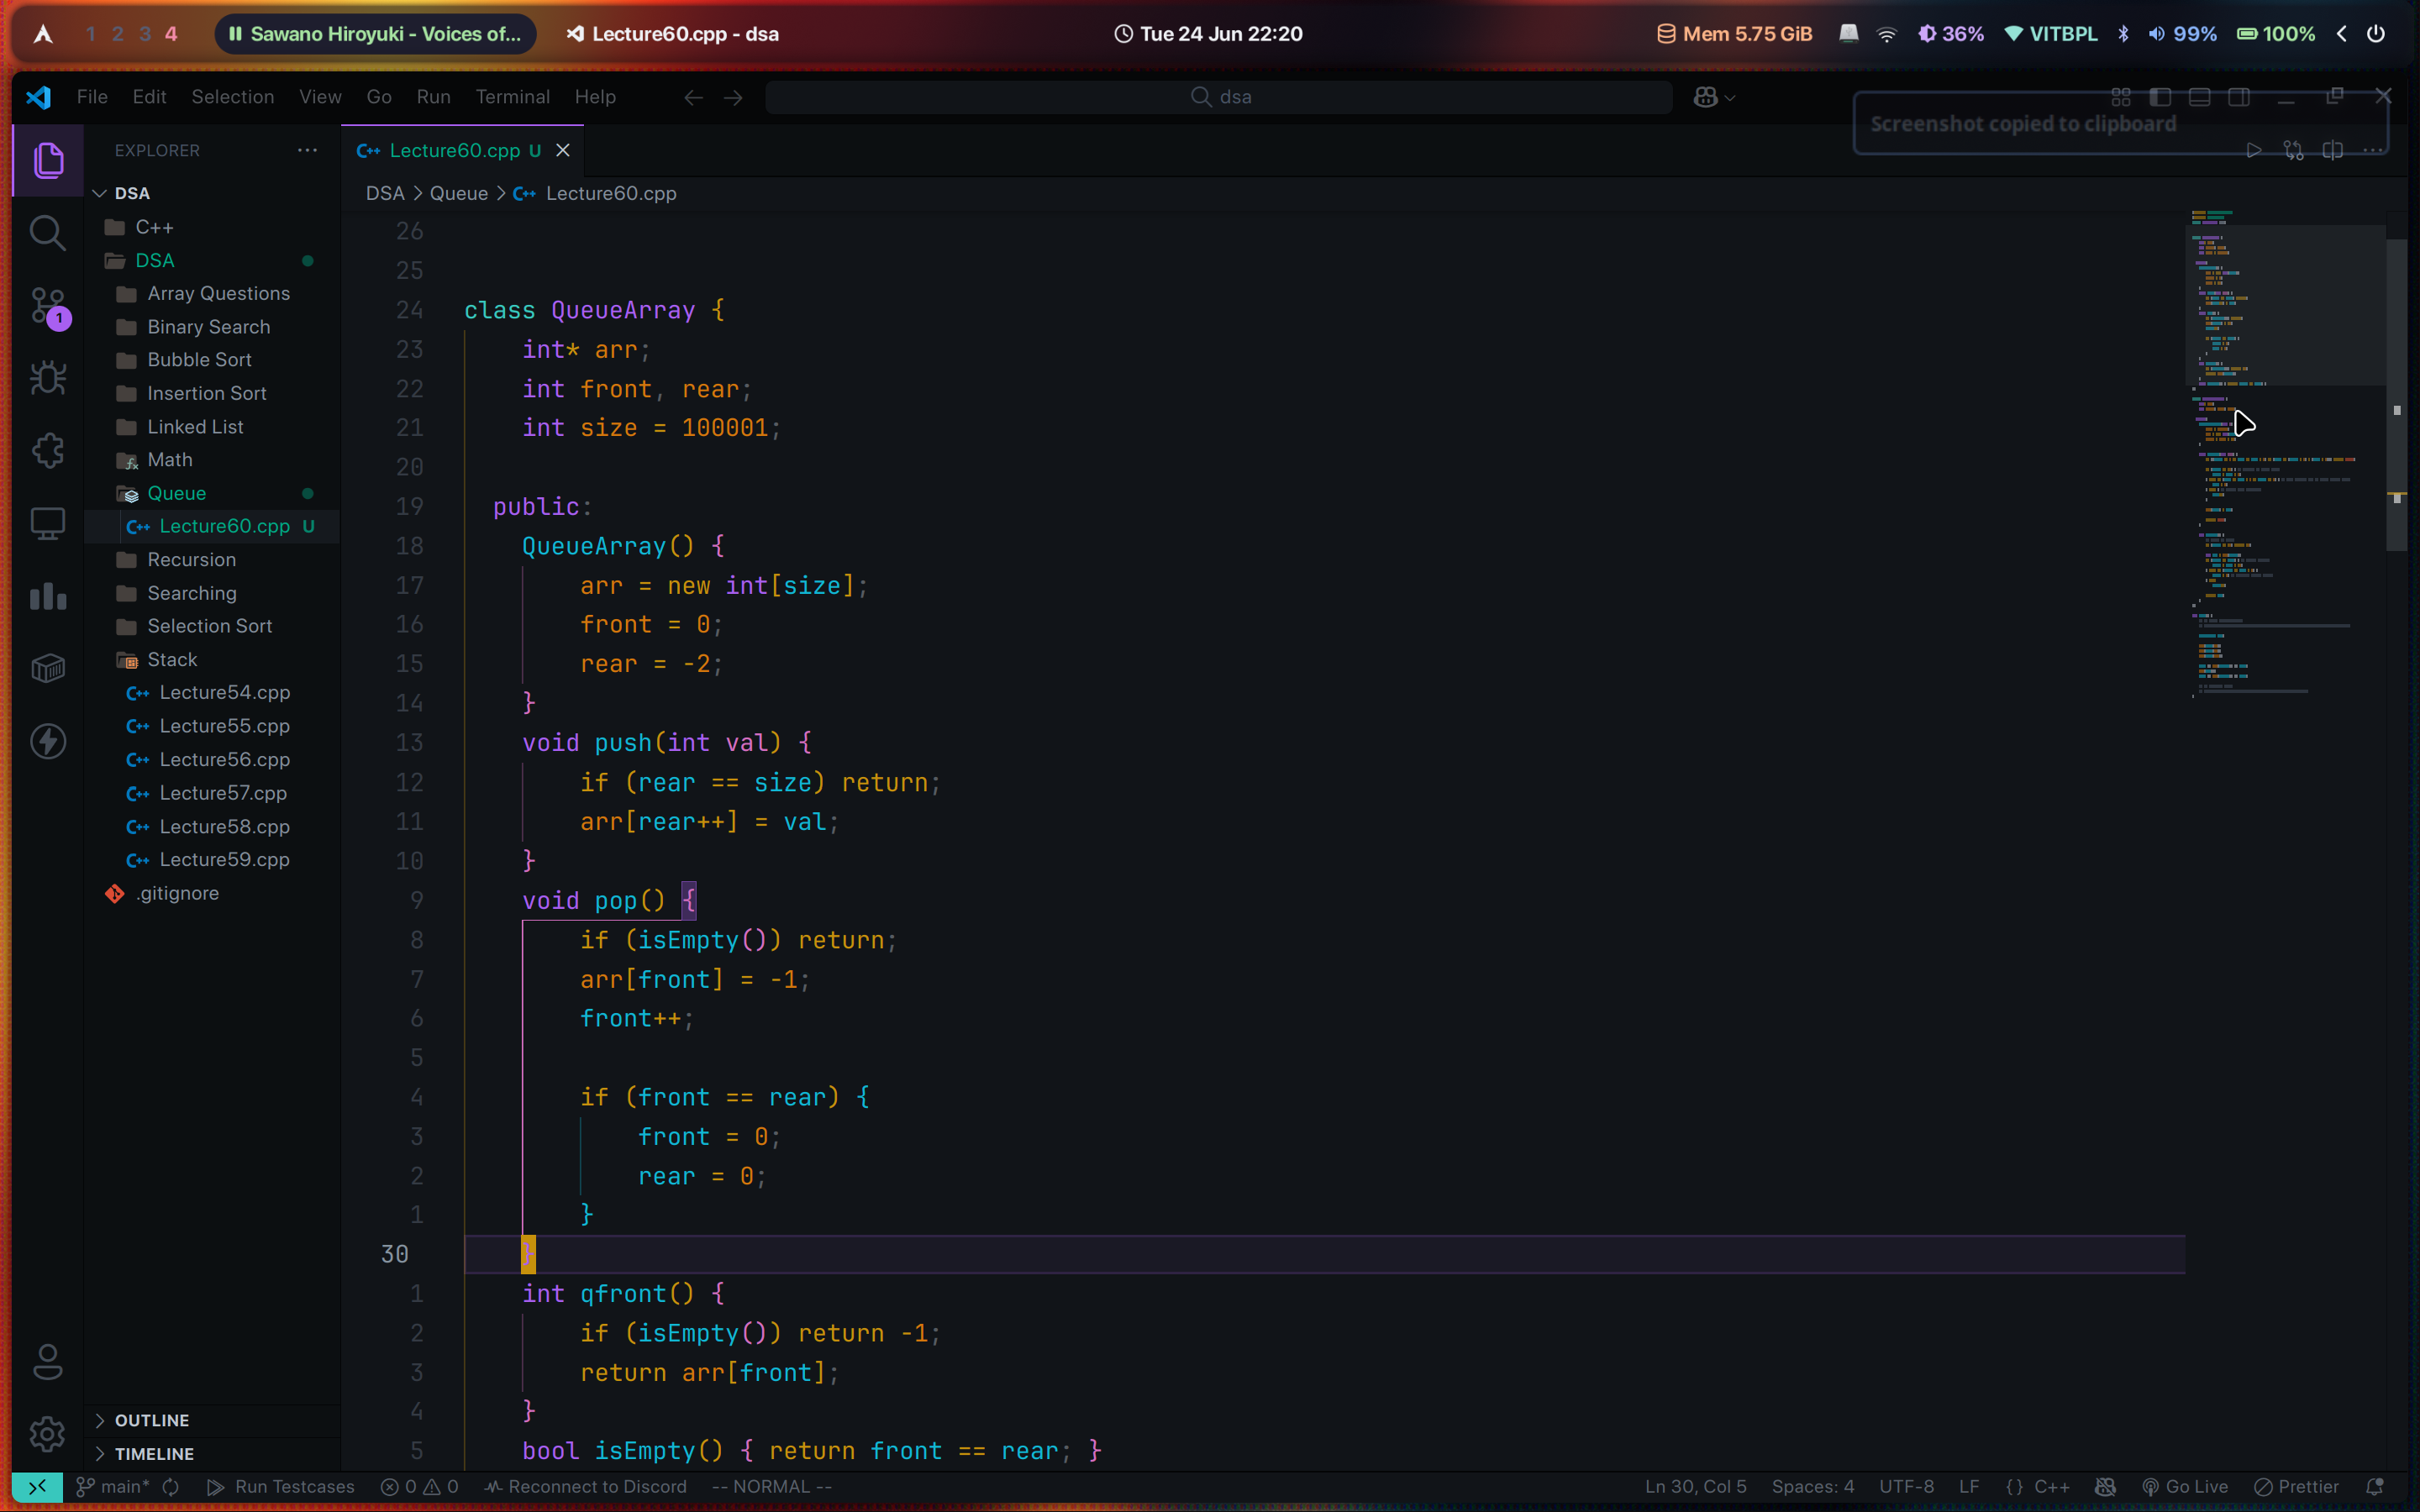 1 2 3 4 Sawano Hiroyuki - Voices of... Lecture60.cpp - dsa Tue 24 Jun 22:20 Mem 5.75 GiB 36% VITBPL 99% 100%
File Edit Selection View Go Run Terminal Help dsa
Screenshot copied to clipboard
EXPLORER
C++ Lecture60.cpp U
DSA
DSA > Queue > C++ Lecture60.cpp
C++
DSA
Array Questions
Binary Search
Bubble Sort
Insertion Sort
Linked List
Math
Queue
C++ Lecture60.cpp U
Recursion
Searching
Selection Sort
Stack
C++ Lecture54.cpp
C++ Lecture55.cpp
C++ Lecture56.cpp
C++ Lecture57.cpp
C++ Lecture58.cpp
C++ Lecture59.cpp
.gitignore
1
OUTLINE
TIMELINE
26
25
24 class QueueArray {
23 int* arr;
22 int front, rear;
21 int size = 100001;
20
19 public:
18 QueueArray() {
17 arr = new int[size];
16 front = 0;
15 rear = -2;
14 }
13 void push(int val) {
12 if (rear == size) return;
11 arr[rear++] = val;
10 }
9 void pop() {
8 if (isEmpty()) return;
7 arr[front] = -1;
6 front++;
5
4 if (front == rear) {
3 front = 0;
2 rear = 0;
1 }
30 }
1 int qfront() {
2 if (isEmpty()) return -1;
3 return arr[front];
4 }
5 bool isEmpty() { return front == rear; }
main* Run Testcases 0 0 Reconnect to Discord -- NORMAL -- Ln 30, Col 5 Spaces: 4 UTF-8 LF {} C++ Go Live Prettier